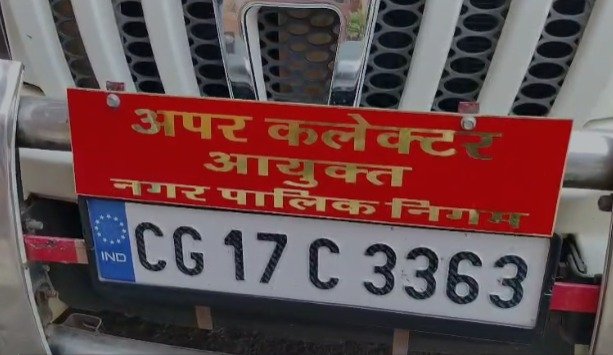 अपर कलेक्टर
आयुक्त
नगर पालिक निगम
IND
CG 17 C 3363